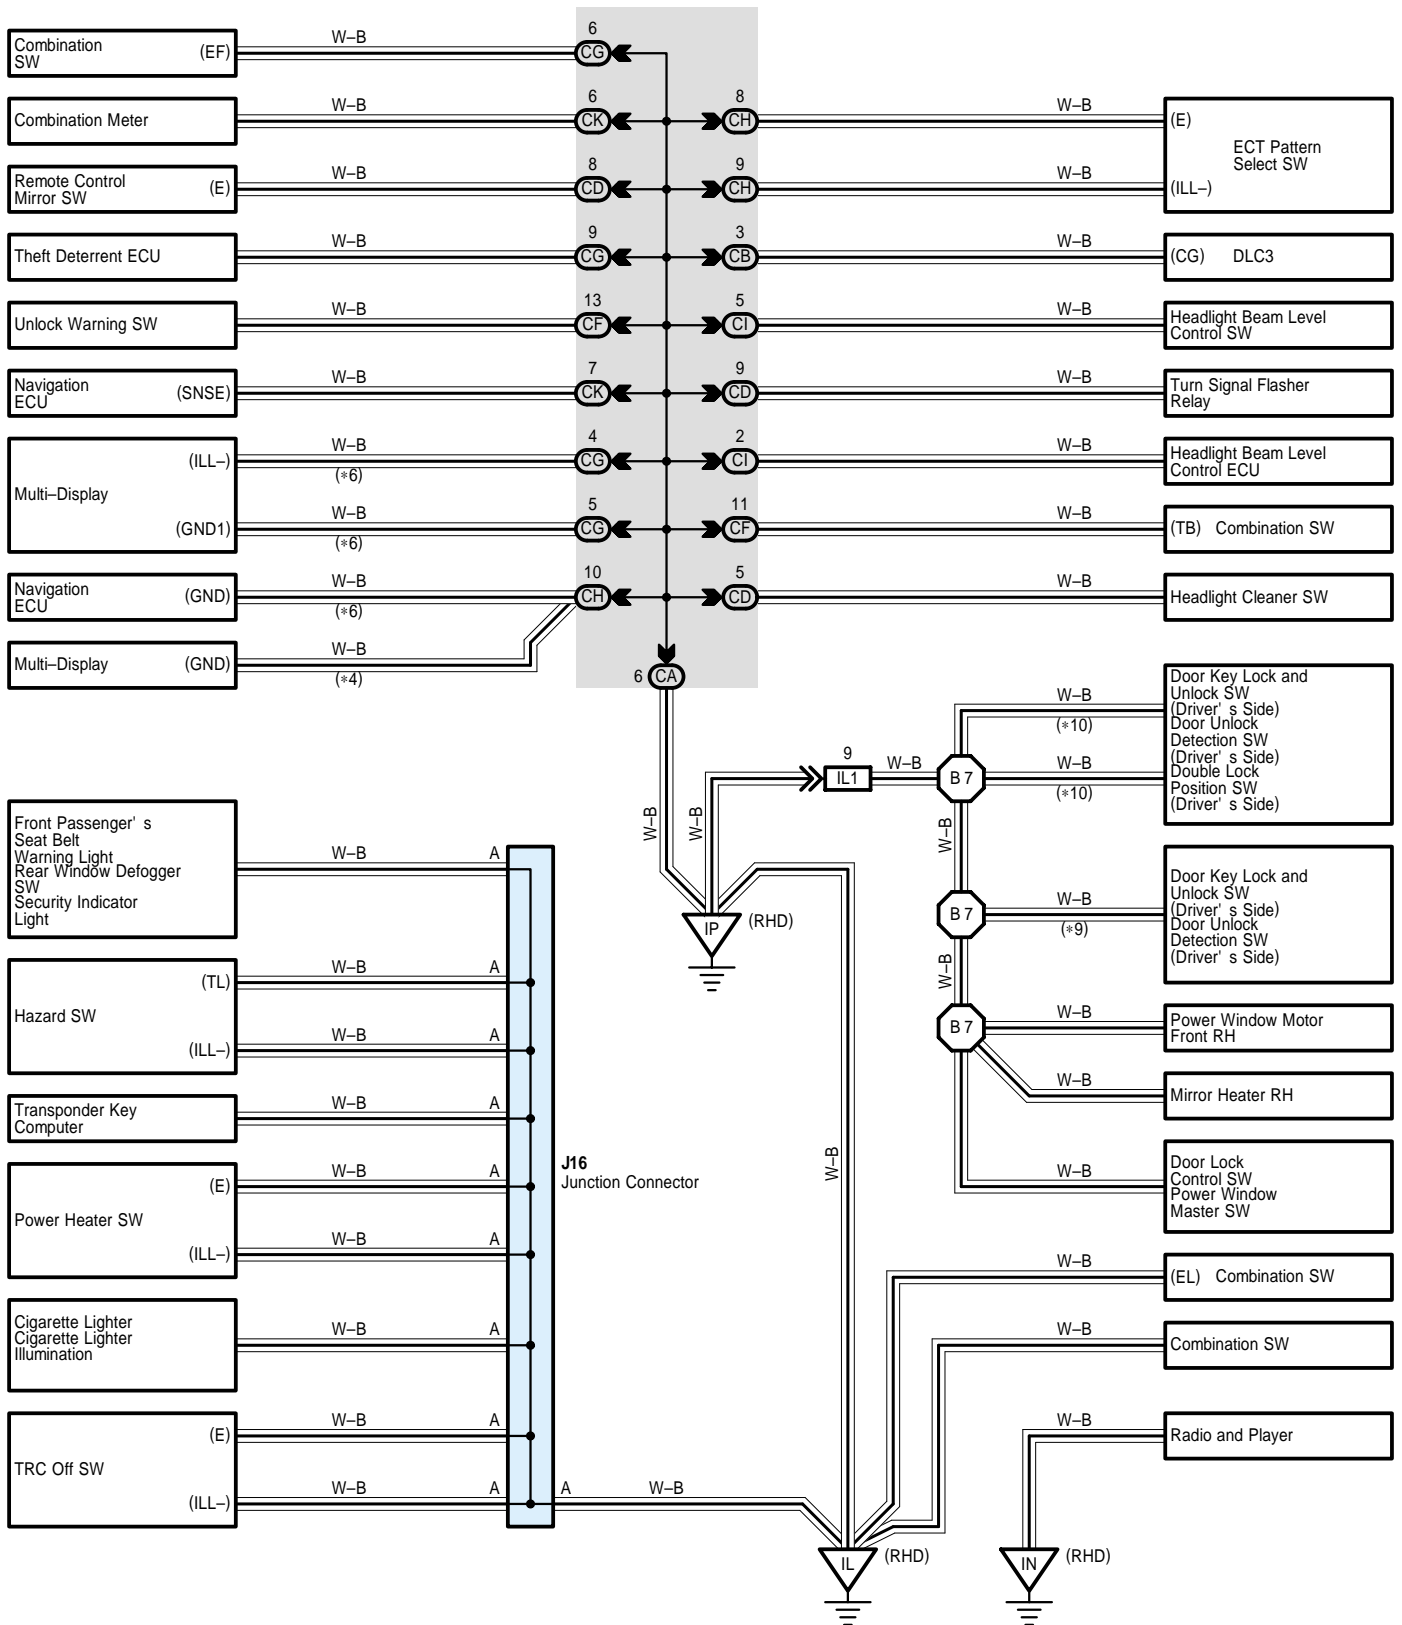 Combination
SW
(EF)
W–B
6
CG
Combination Meter
W–B
6
CK
8
CH
W–B
(E)
ECT Pattern
Select SW
Remote Control
Mirror SW
(E)
W–B
8
CD
9
CH
W–B
(ILL–)
Theft Deterrent ECU
W–B
9
CG
3
CB
W–B
(CG) DLC3
Unlock Warning SW
W–B
13
CF
5
CI
W–B
Headlight Beam Level
Control SW
Navigation
ECU
(SNSE)
W–B
7
CK
9
CD
W–B
Turn Signal Flasher
Relay
Multi–Display
(ILL–)
W–B
(*6)
4
CG
2
CI
W–B
Headlight Beam Level
Control ECU
(GND1)
W–B
(*6)
5
CG
11
CF
W–B
(TB) Combination SW
Navigation
ECU
(GND)
W–B
(*6)
10
CH
5
CD
W–B
Headlight Cleaner SW
Multi–Display
(GND)
W–B
(*4)
6 CA
W–B
W–B
9
IL1
W–B
B 7
W–B
(*10)
W–B
(*10)
Door Key Lock and
Unlock SW
(Driver' s Side)
Door Unlock
Detection SW
(Driver' s Side)
Double Lock
Position SW
(Driver' s Side)
W–B
Front Passenger' s
Seat Belt
Warning Light
Rear Window Defogger
SW
Security Indicator
Light
W–B
A
IP
(RHD)
B 7
W–B
(*9)
Door Key Lock and
Unlock SW
(Driver' s Side)
Door Unlock
Detection SW
(Driver' s Side)
W–B
Hazard SW
(TL)
W–B
A
(ILL–)
W–B
A
B 7
W–B
Power Window Motor
Front RH
W–B
Mirror Heater RH
Transponder Key
Computer
W–B
A
J16
Junction Connector
W–B
W–B
Door Lock
Control SW
Power Window
Master SW
Power Heater SW
(E)
W–B
A
(ILL–)
W–B
A
W–B
(EL) Combination SW
Cigarette Lighter
Cigarette Lighter
Illumination
W–B
A
W–B
Combination SW
TRC Off SW
(E)
W–B
A
W–B
Radio and Player
(ILL–)
W–B
A
A
W–B
IL
(RHD)
IN
(RHD)